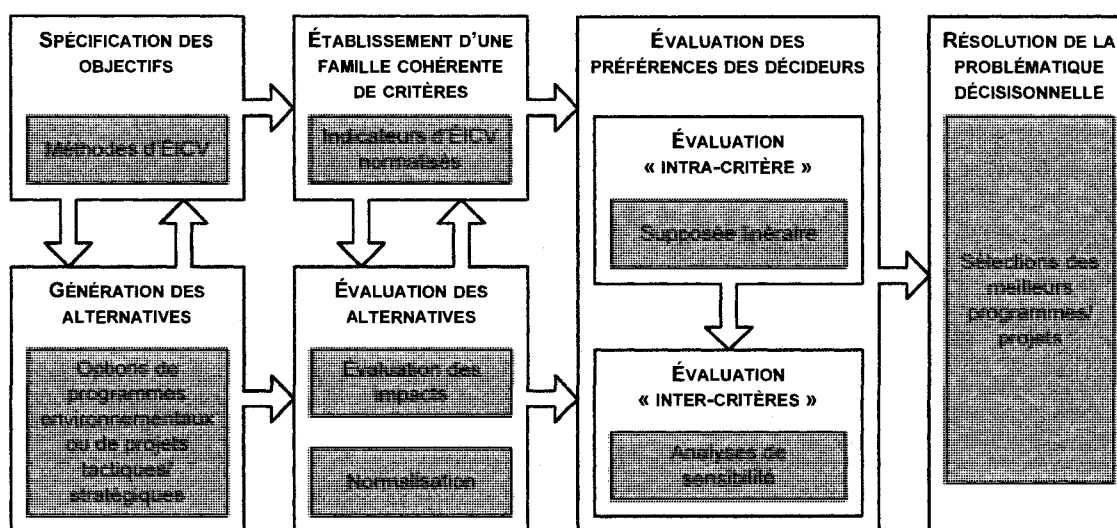 SPÉCIFICATION DES
OBJECTIFS
Méthodes d'ÉICV
GÉNÉRATION DES
ALTERNATIVES
Options de
programmes
environnementaux
ou de projets
tactiques/
stratégiques
ÉTABLISSEMENT D'UNE
FAMILLE COHÉRENTE
DE CRITÈRES
Indicateurs d'ÉICV
normalisés
ÉVALUATION DES
ALTERNATIVES
Évaluation des
impacts
Normalisation
ÉVALUATION DES
PRÉFÉRENCES DES DÉCIDEURS
ÉVALUATION
« INTRA-CRITÈRE »
Supposée linéraire
ÉVALUATION
« INTER-CRITÈRES »
Analyses de
sensibilité
RÉSOLUTION DE LA
PROBLÉMATIQUE
DÉCISISONNELLE
Sélections des
meilleurs
programmes/
projets